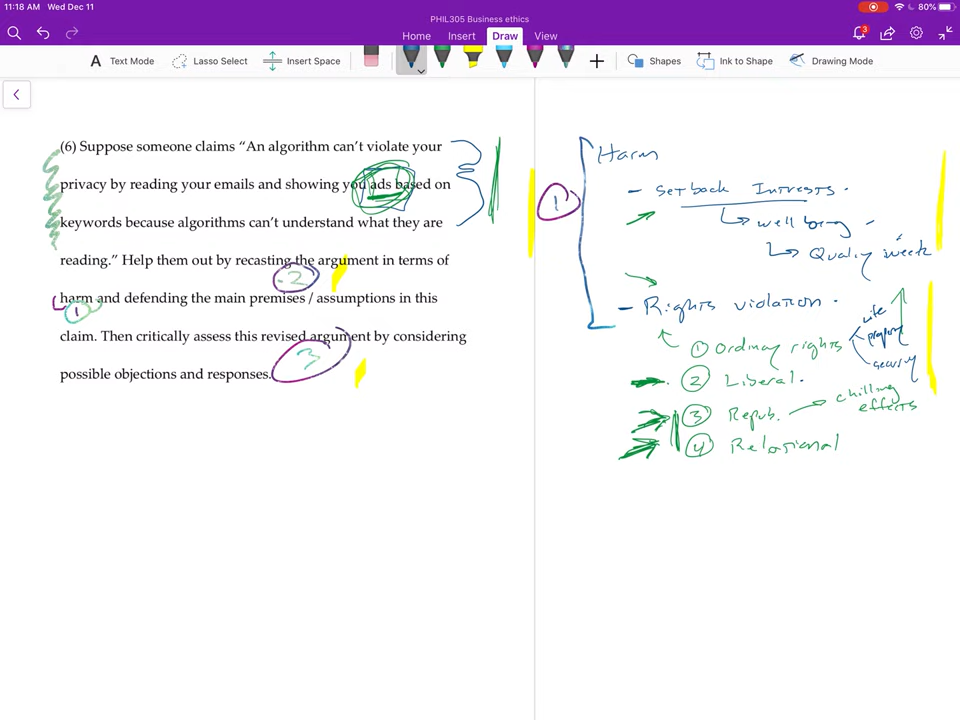 11:18 AM Wed Dec 11
80%
PHIL305 Business ethics
Home Insert Draw View
3
A Text Mode Lasso Select Insert Space Shapes Ink to Shape Drawing Mode
(6) Suppose someone claims “An algorithm can’t violate your
privacy by reading your emails and showing you ads based on
keywords because algorithms can’t understand what they are
reading.” Help them out by recasting the argument in terms of
harm and defending the main premises / assumptions in this
claim. Then critically assess this revised argument by considering
possible objections and responses.
1
2
3
1
Harm
- Setback Interests.
↳ well being
↳ Quality week
- Rights violation.
① Ordinary rights
life
property
security
② Liberal.
③ Repub. → chilling
effects
④ Relational